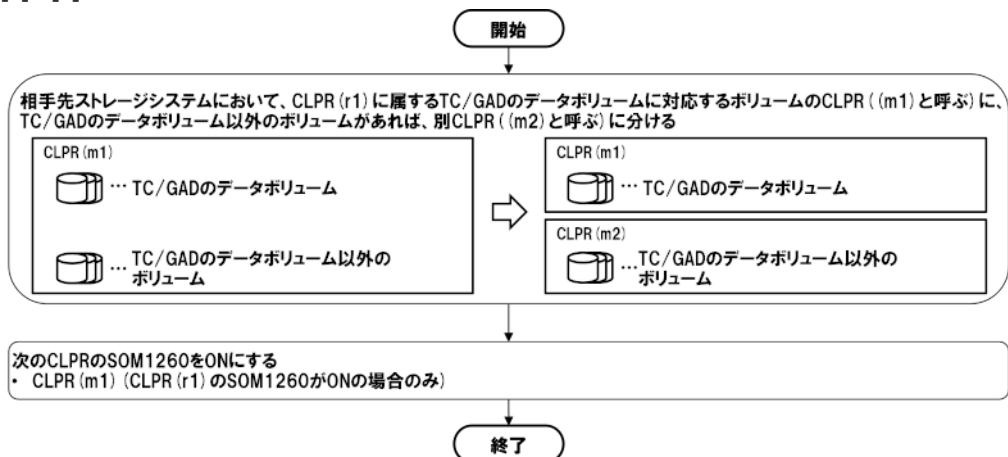 開始
相手先ストレージシステムにおいて、CLPR(r1)に属するTC/GADのデータボリュームに対応するボリュームのCLPR((m1)と呼ぶ)に、
TC/GADのデータボリューム以外のボリュームがあれば、別CLPR((m2)と呼ぶ)に分ける
CLPR(m1)
… TC/GADのデータボリューム
… TC/GADのデータボリューム以外の
ボリューム
CLPR(m1)
… TC/GADのデータボリューム
CLPR(m2)
…TC/GADのデータボリューム以外の
ボリューム
次のCLPRのSOM1260をONにする
• CLPR(m1) (CLPR(r1)のSOM1260がONの場合のみ)
終了